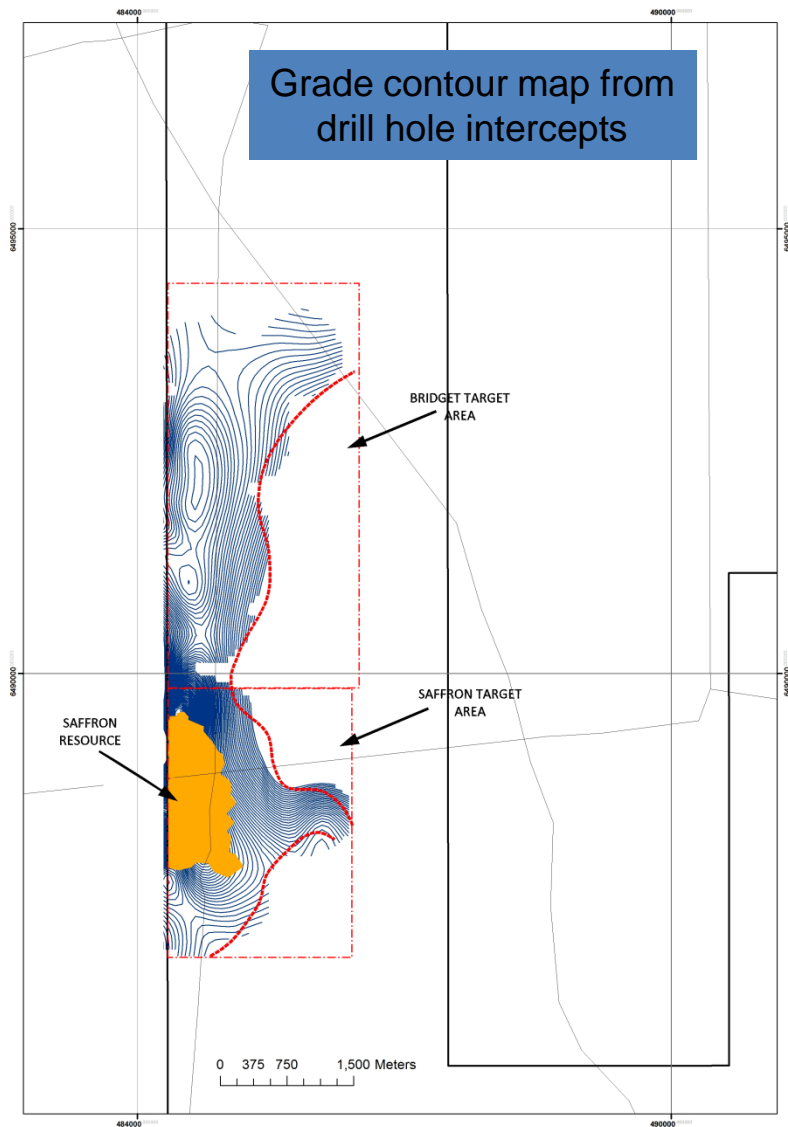 484000
490000
Grade contour map from
drill hole intercepts
6495000
6495000
BRIDGET TARGET
AREA
6490000
6490000
SAFFRON TARGET
AREA
SAFFRON
RESOURCE
0 375 750 1,500 Meters
484000
490000